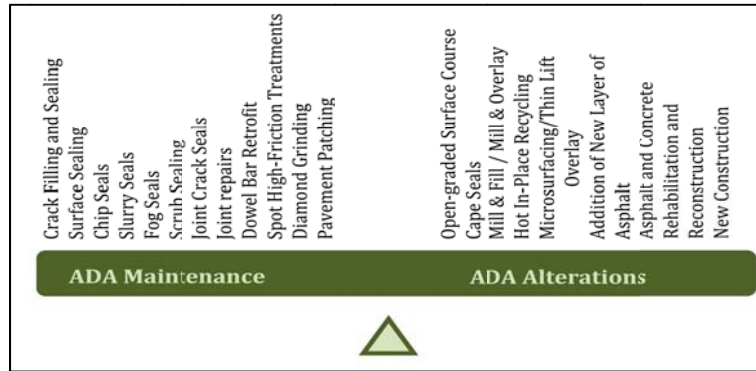 Crack Filling and Sealing
Surface Sealing
Chip Seals
Slurry Seals
Fog Seals
Scrub Sealing
Joint Crack Seals
Joint repairs
Dowel Bar Retrofit
Spot High-Friction Treatments
Diamond Grinding
Pavement Patching
Open-graded Surface Course
Cape Seals
Mill & Fill / Mill & Overlay
Hot In-Place Recycling
Microsurfacing/Thin Lift
Overlay
Addition of New Layer of
Asphalt
Asphalt and Concrete
Rehabilitation and
Reconstruction
New Construction
ADA Maintenance
ADA Alterations